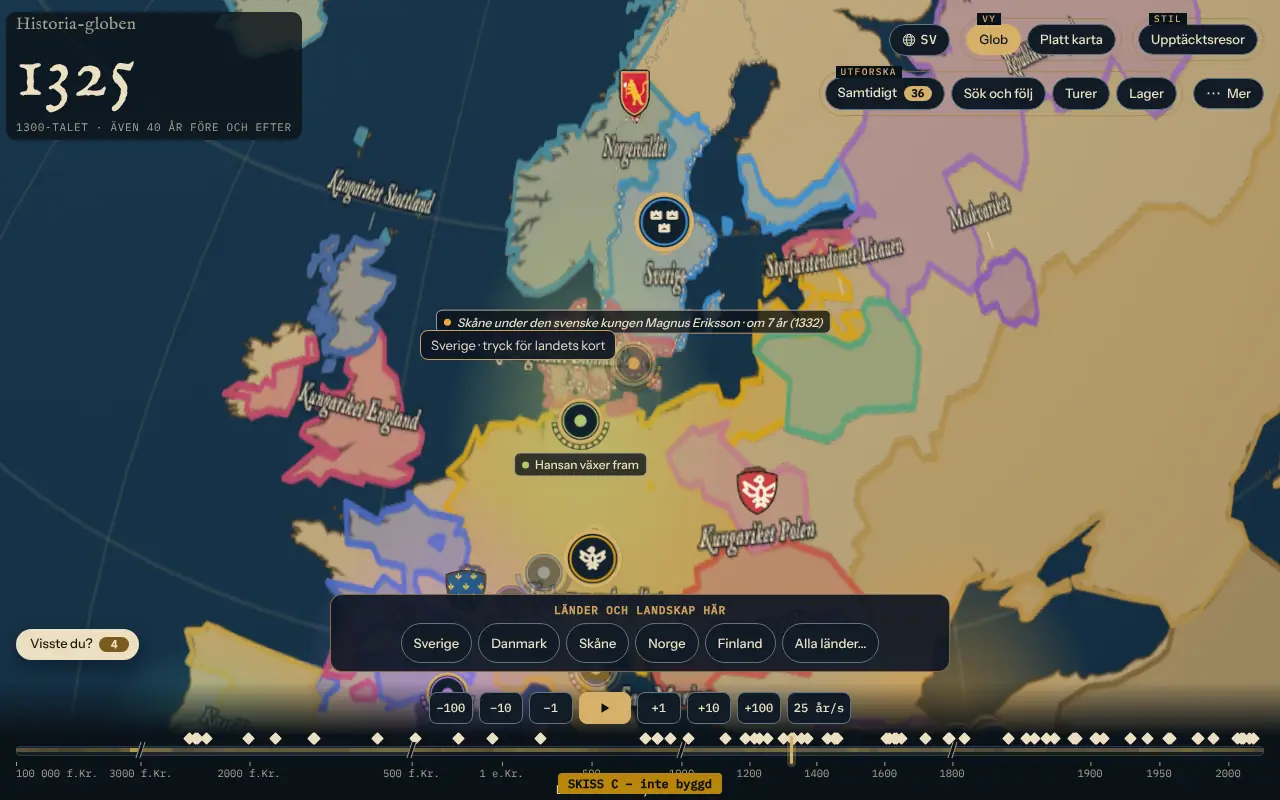 Historia-globen
1325
1300-TALET · ÄVEN 40 ÅR FÖRE OCH EFTER
SV
VY
Glob
Platt karta
STIL
Upptäcktsresor
UTFORSKA
Samtidigt 36
Sök och följ
Turer
Lager
··· Mer
Norgesväldet
Kungariket Skottland
Moskvariket
Storfurstendömet Litauen
Sverige
Skåne under den svenske kungen Magnus Eriksson · om 7 år (1332)
Sverige · tryck för landets kort
Kungariket England
Hansan växer fram
Kungariket Polen
LÄNDER OCH LANDSKAP HÄR
Sverige
Danmark
Skåne
Norge
Finland
Alla länder…
Visste du? 4
−100
−10
−1
+1
+10
+100
25 år/s
100 000 f.Kr.
3000 f.Kr.
2000 f.Kr.
500 f.Kr.
1 e.Kr.
500
1000
1200
1400
1600
1800
1900
1950
2000
SKISS C – inte byggd